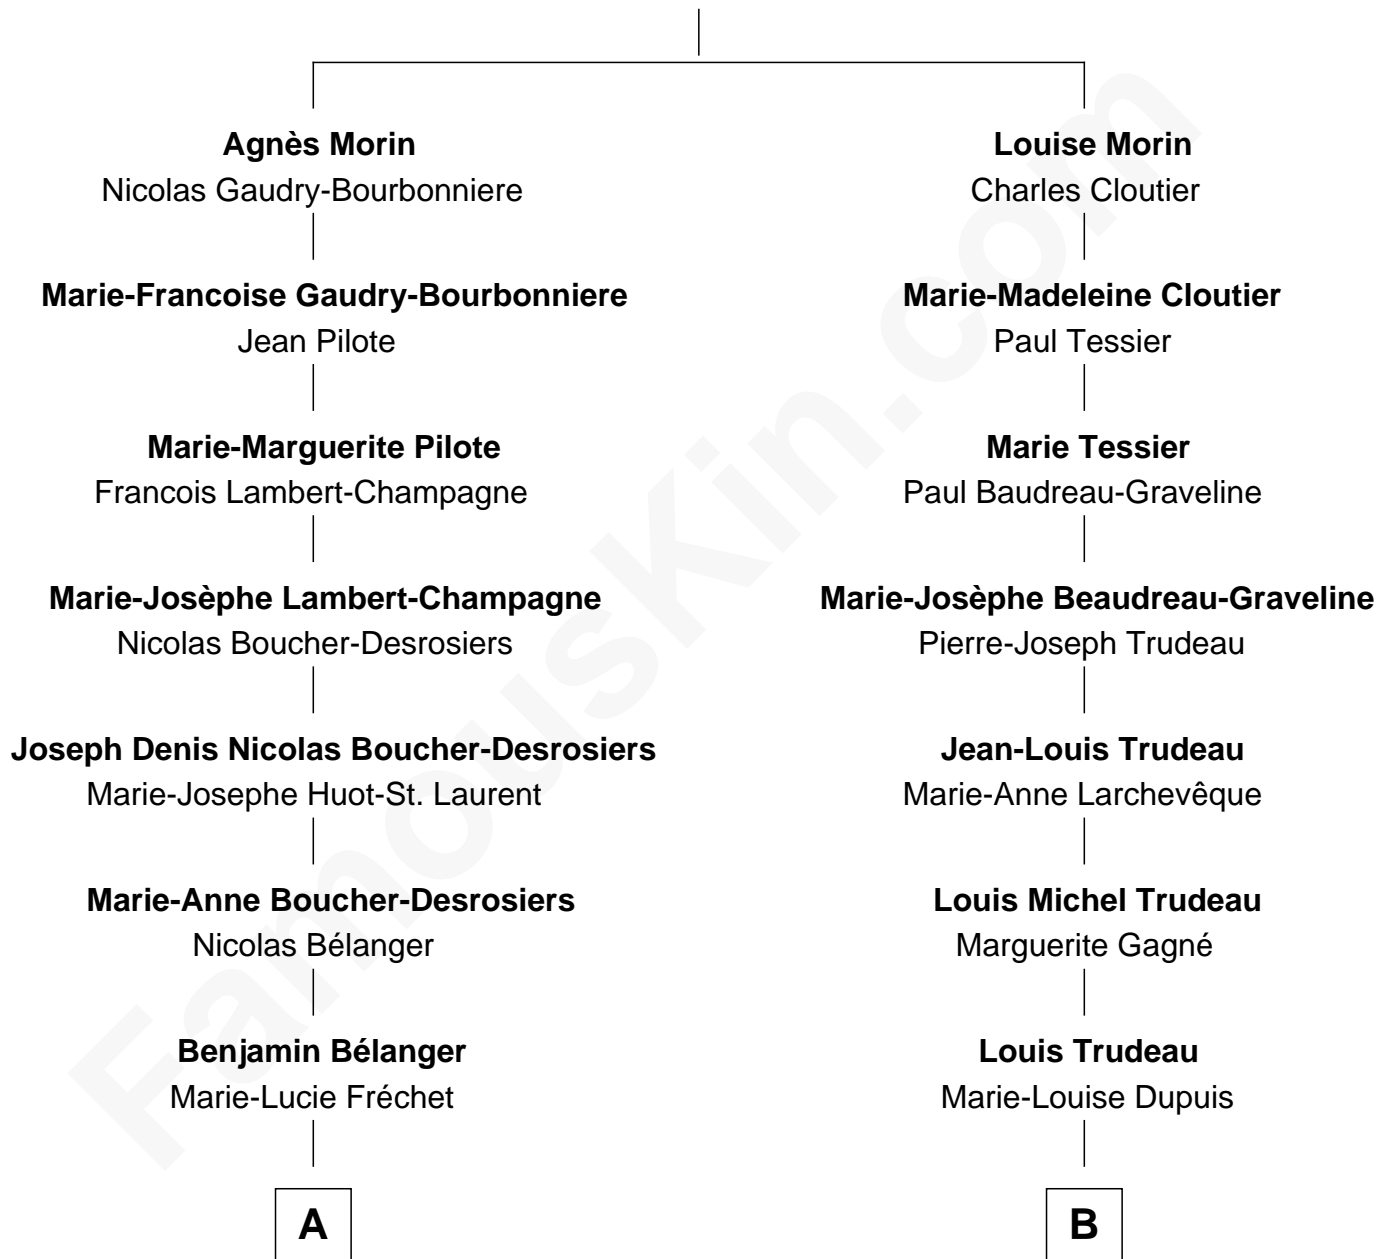 Agnès Morin
Nicolas Gaudry-Bourbonniere
Marie-Francoise Gaudry-Bourbonniere
Jean Pilote
Marie-Marguerite Pilote
Francois Lambert-Champagne
Marie-Josèphe Lambert-Champagne
Nicolas Boucher-Desrosiers
Joseph Denis Nicolas Boucher-Desrosiers
Marie-Josephe Huot-St. Laurent
Marie-Anne Boucher-Desrosiers
Nicolas Bélanger
Benjamin Bélanger
Marie-Lucie Fréchet
A
Louise Morin
Charles Cloutier
Marie-Madeleine Cloutier
Paul Tessier
Marie Tessier
Paul Baudreau-Graveline
Marie-Josèphe Beaudreau-Graveline
Pierre-Joseph Trudeau
Jean-Louis Trudeau
Marie-Anne Larchevêque
Louis Michel Trudeau
Marguerite Gagné
Louis Trudeau
Marie-Louise Dupuis
B
FamousKin.com